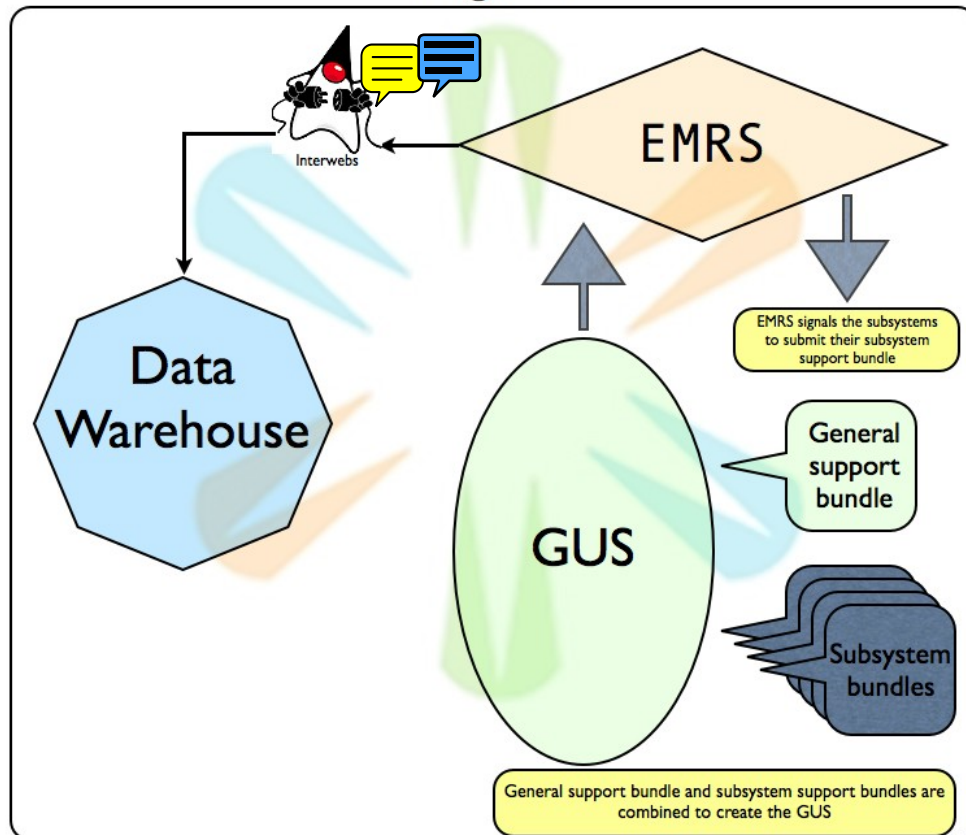 EMRS
Interwebs
EMRS signals the subsystems
to submit their subsystem
support bundle
Data
Warehouse
General
support
bundle
GUS
Subsystem
bundles
General support bundle and subsystem support bundles are
combined to create the GUS